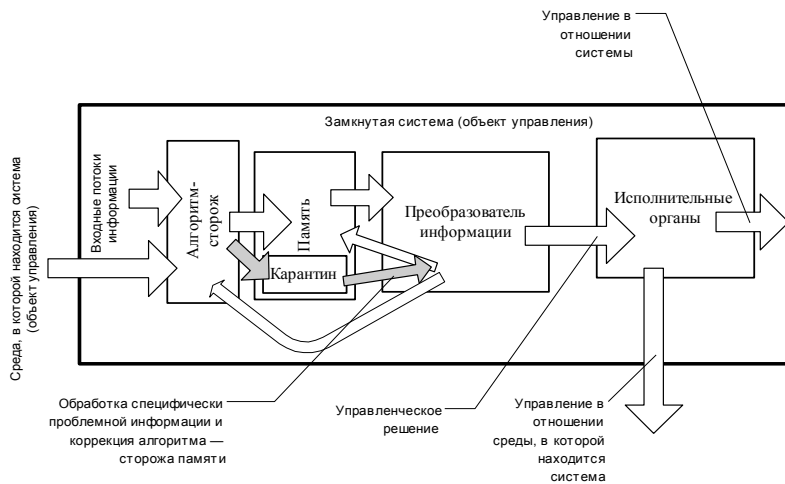 Управление в
отношении
системы
Замкнутая система (объект управления)
Среда, в которой находится система
(объект управления)
Входные потоки
информации
Алгоритм-
сторож
Память
Карантин
Преобразователь
информации
Исполнительные
органы
Обработка специфически
проблемной информации и
коррекция алгоритма —
сторожа памяти
Управленческое
решение
Управление в
отношении
среды, в которой
находится
система